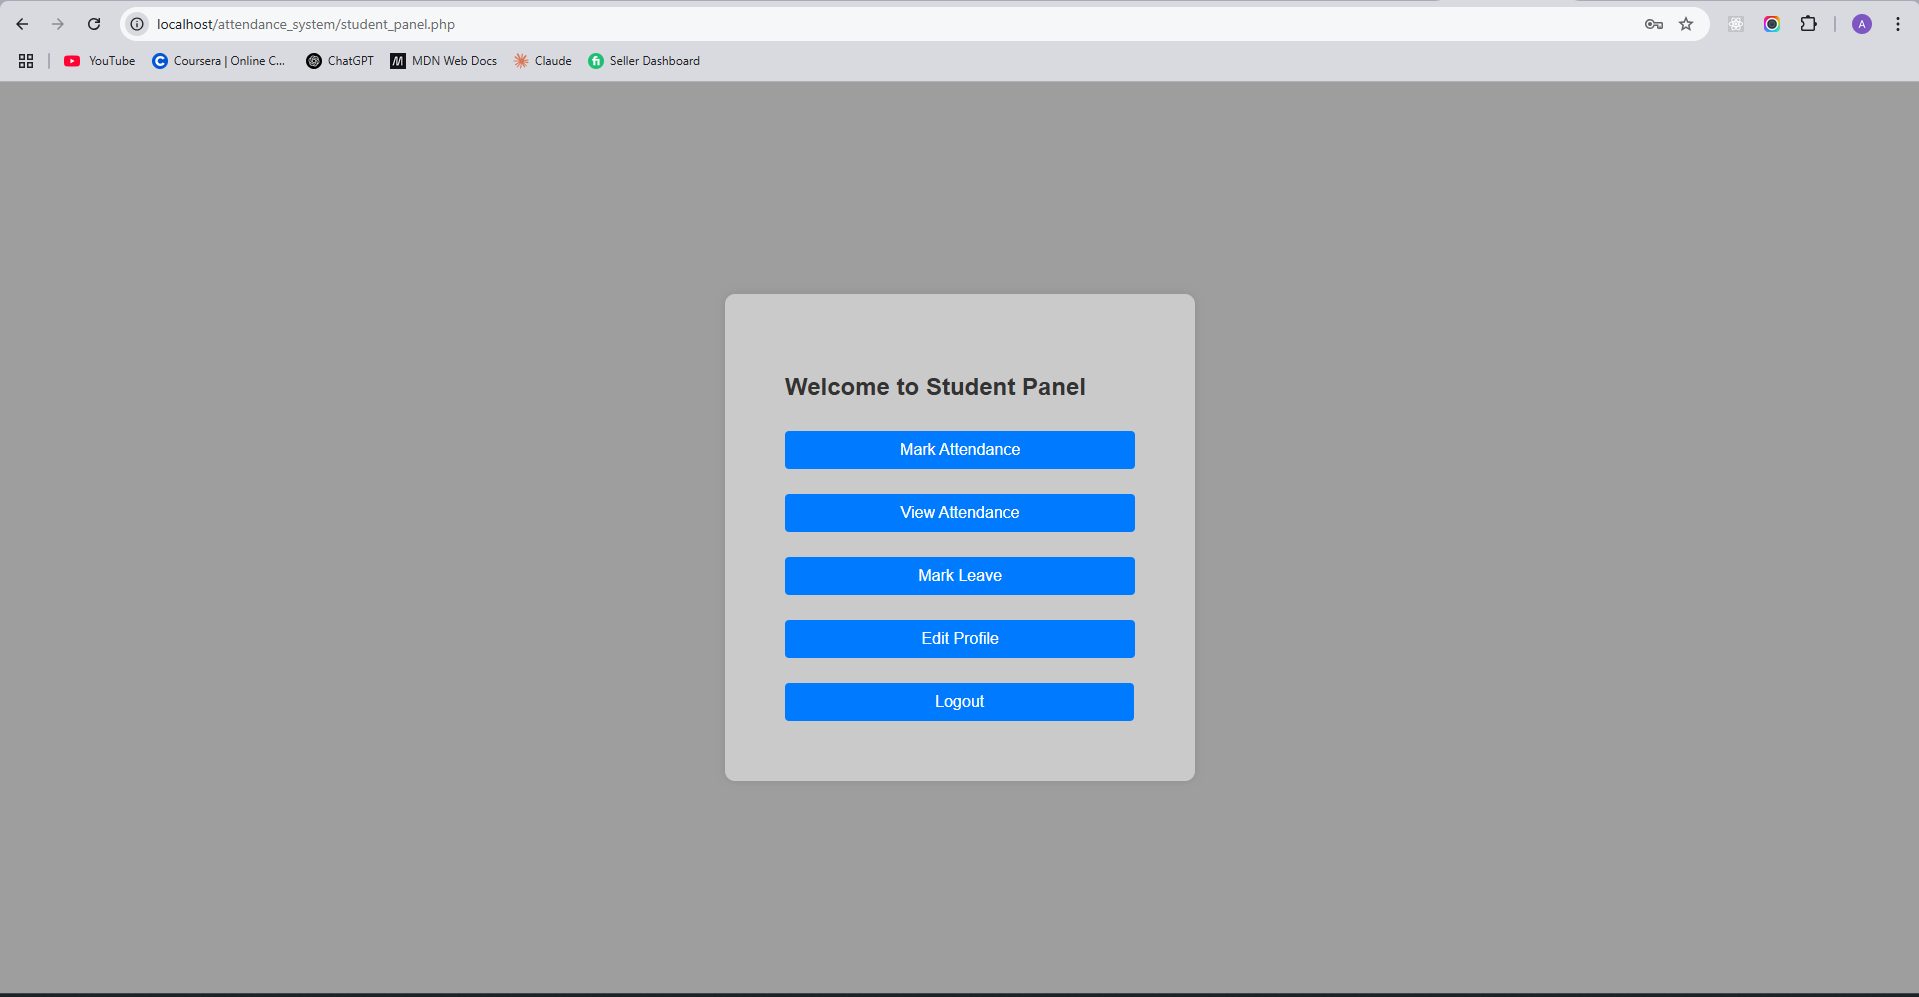 localhost/attendance_system/student_panel.php
A
YouTube
Coursera | Online C...
ChatGPT
MDN Web Docs
Claude
Seller Dashboard
Welcome to Student Panel
Mark Attendance
View Attendance
Mark Leave
Edit Profile
Logout